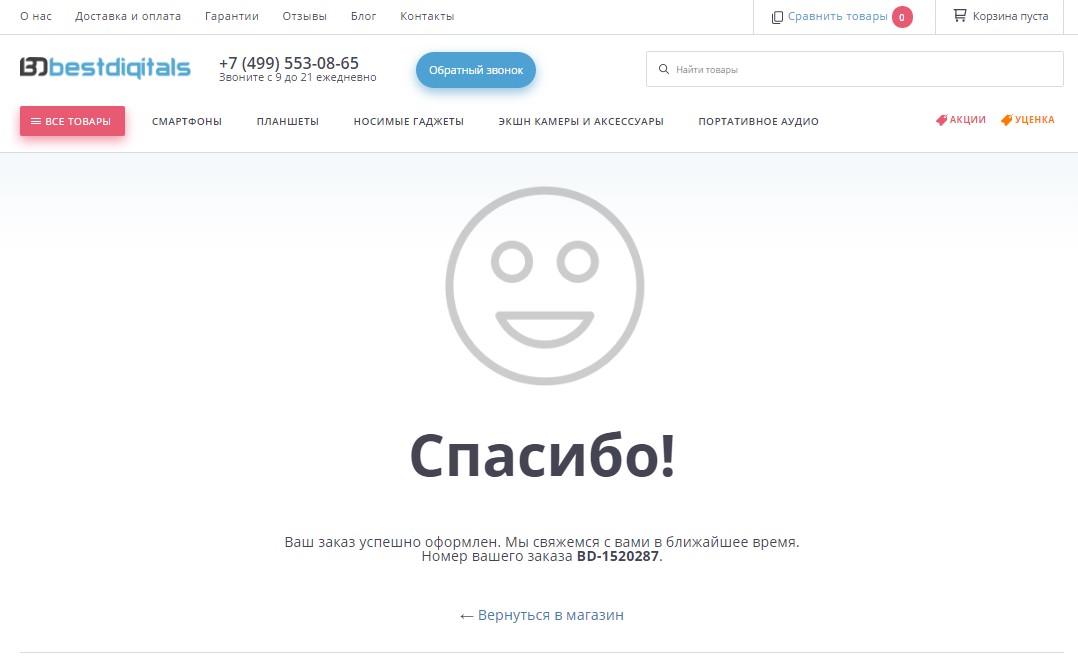 О нас Доставка и оплата Гарантии Отзывы Блог Контакты Сравнить товары 0 Корзина пуста
BDbestdigitals +7 (499) 553-08-65 Обратный звонок Найти товары
Звоните с 9 до 21 ежедневно
ВСЕ ТОВАРЫ СМАРТФОНЫ ПЛАНШЕТЫ НОСИМЫЕ ГАДЖЕТЫ ЭКШН КАМЕРЫ И АКСЕССУАРЫ ПОРТАТИВНОЕ АУДИО АКЦИИ УЦЕНКА
Спасибо!
Ваш заказ успешно оформлен. Мы свяжемся с вами в ближайшее время.
Номер вашего заказа BD-1520287.
← Вернуться в магазин